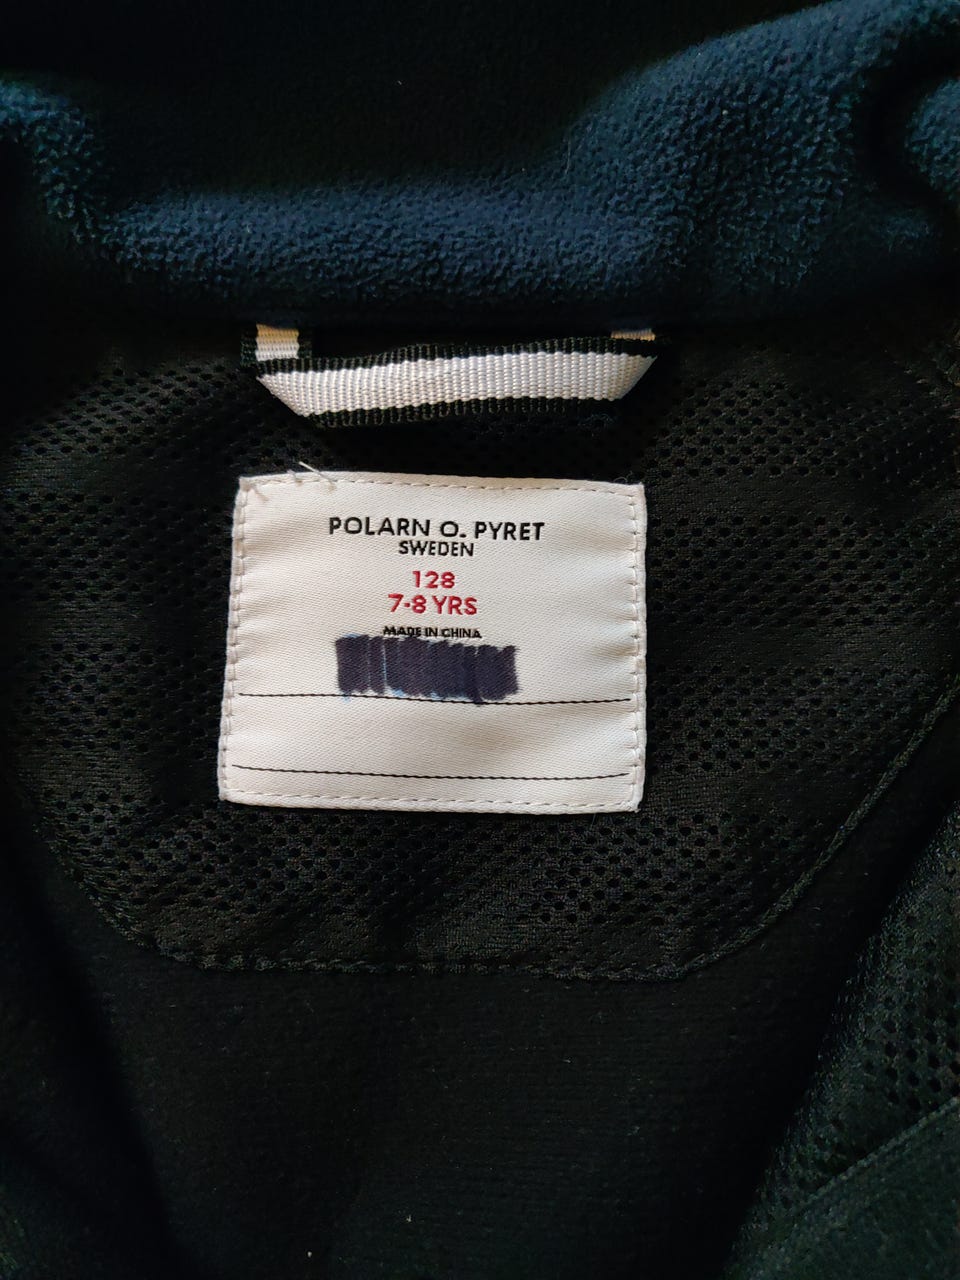 POLARN O. PYRET
SWEDEN
128
7-8 YRS
MADE IN CHINA